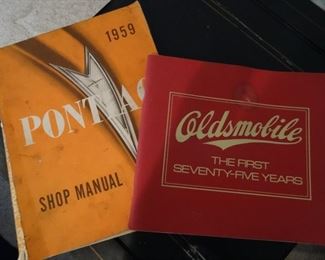 1959
PONTIAC
SHOP MANUAL
Oldsmobile
THE FIRST
SEVENTY-FIVE YEARS